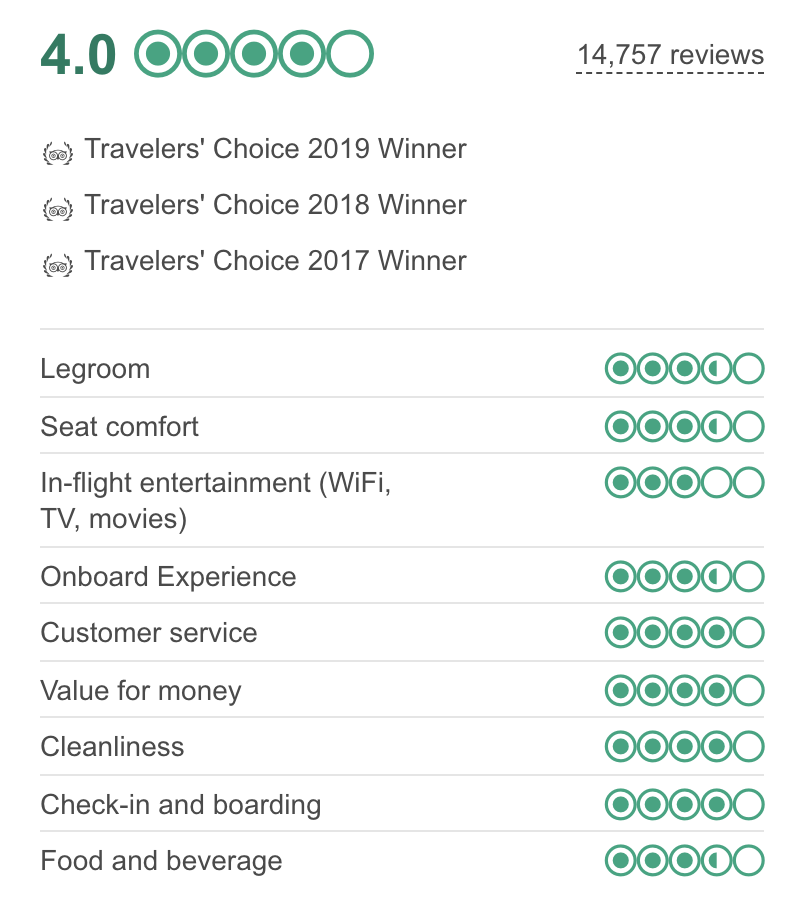 4.0
14,757 reviews
Travelers' Choice 2019 Winner
Travelers' Choice 2018 Winner
Travelers' Choice 2017 Winner
Legroom
Seat comfort
In-flight entertainment (WiFi,
TV, movies)
Onboard Experience
Customer service
Value for money
Cleanliness
Check-in and boarding
Food and beverage